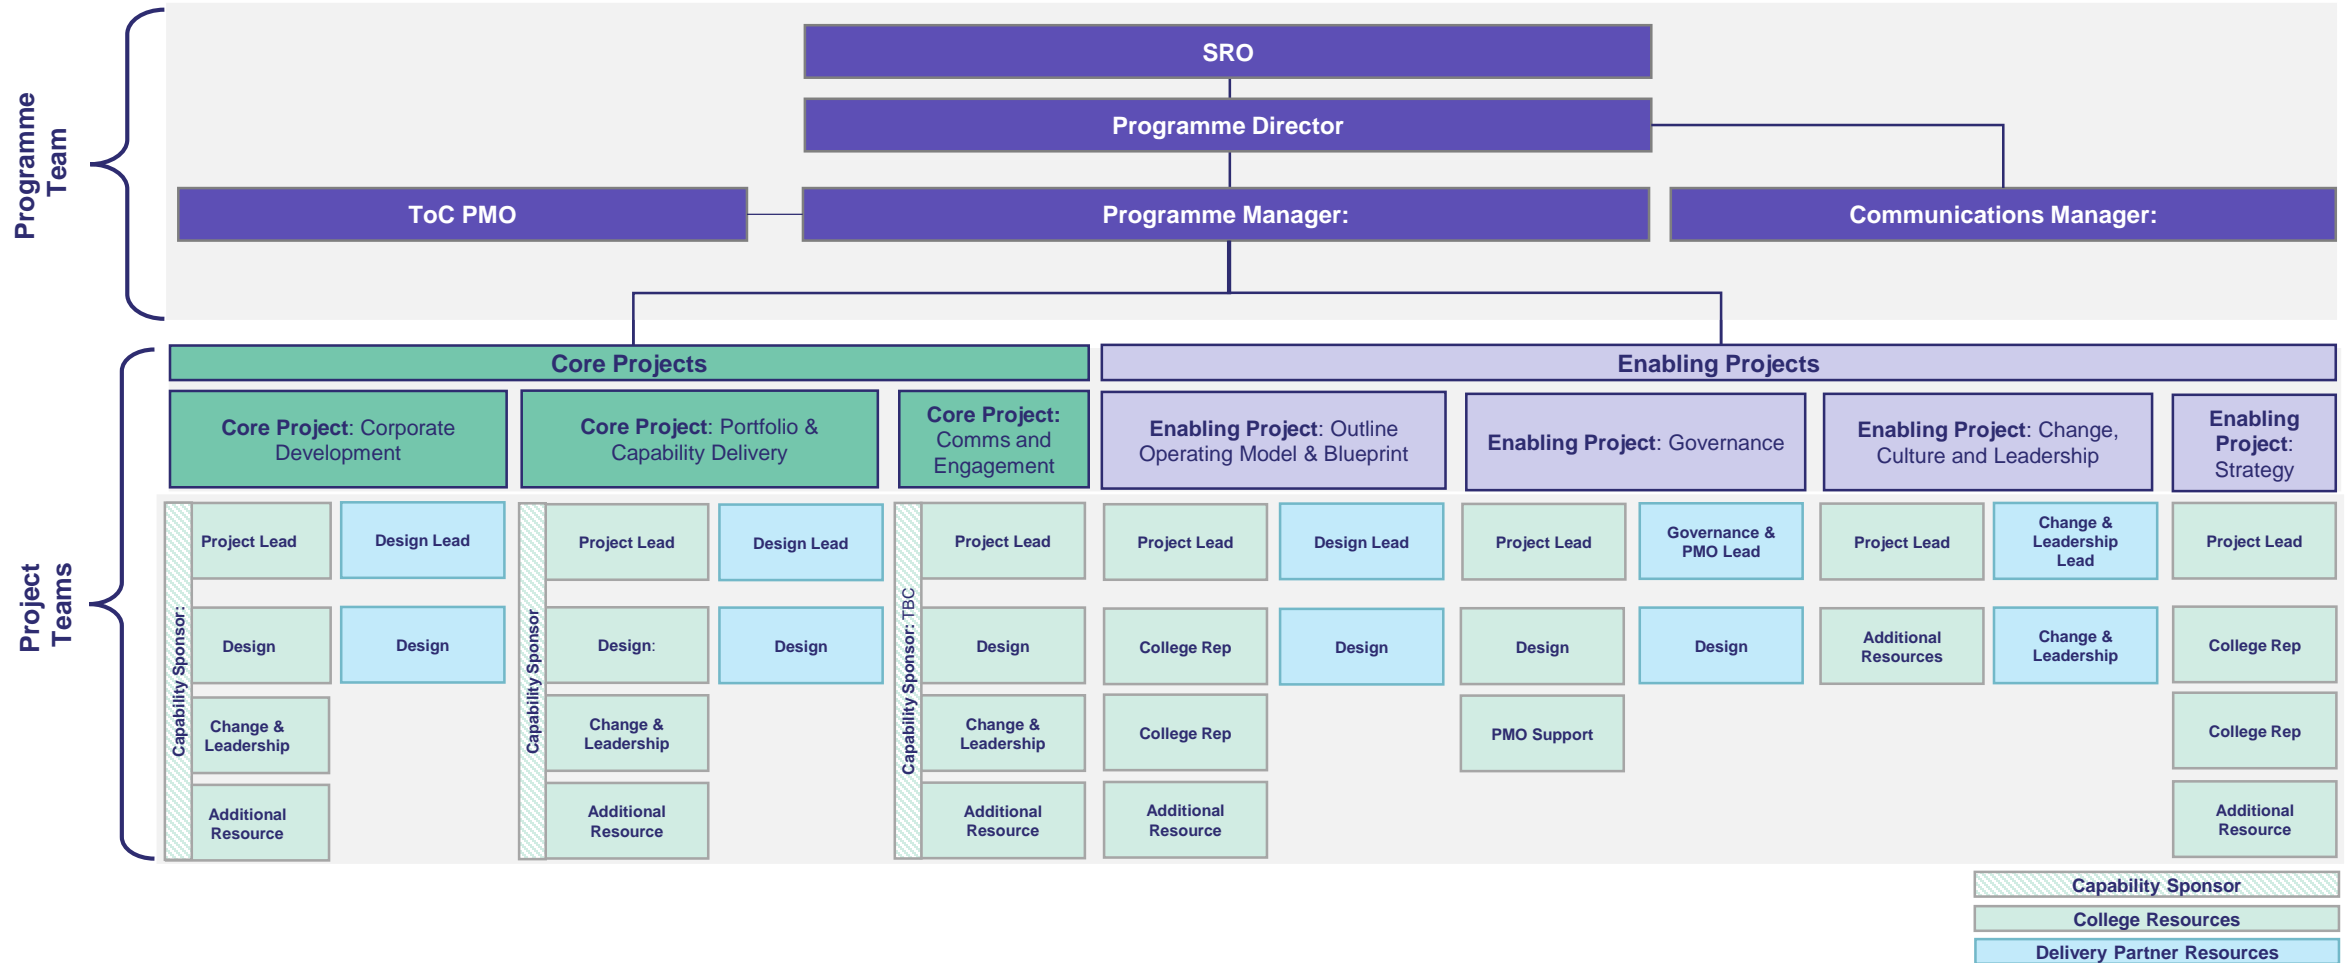 Programme
Team
SRO
Programme Director
ToC PMO
Programme Manager:
Communications Manager:
Project
Teams
Core Projects
Enabling Projects
Core Project: Corporate
Development
Core Project: Portfolio &
Capability Delivery
Core Project:
Comms and
Engagement
Enabling Project: Outline
Operating Model & Blueprint
Enabling Project: Governance
Enabling Project: Change,
Culture and Leadership
Enabling
Project:
Strategy
Capability Sponsor:
Project Lead
Design
Change &
Leadership
Additional
Resource
Design Lead
Design
Capability Sponsor
Project Lead
Design:
Change &
Leadership
Additional
Resource
Design Lead
Design
Capability Sponsor: TBC
Project Lead
Design
Change &
Leadership
Additional
Resource
Project Lead
College Rep
College Rep
Additional
Resource
Design Lead
Design
Project Lead
Design
PMO Support
Governance &
PMO Lead
Design
Project Lead
Additional
Resources
Change &
Leadership
Lead
Change &
Leadership
Project Lead
College Rep
College Rep
Additional
Resource
Capability Sponsor
College Resources
Delivery Partner Resources